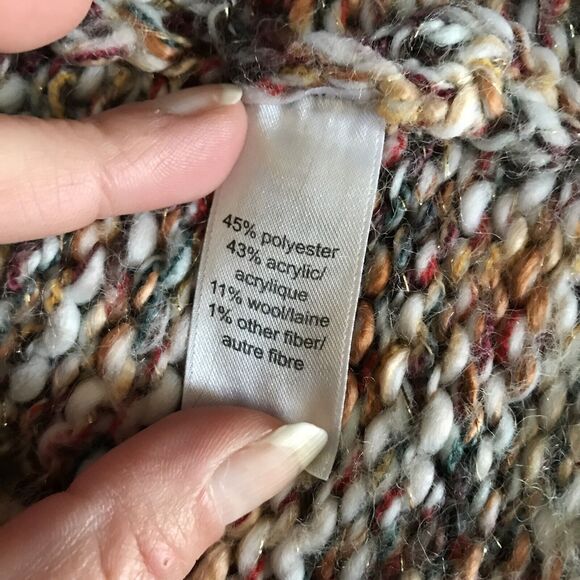 45% polyester
43% acrylic/
acrylique
11% wool/laine
1% other fiber/
autre fibre